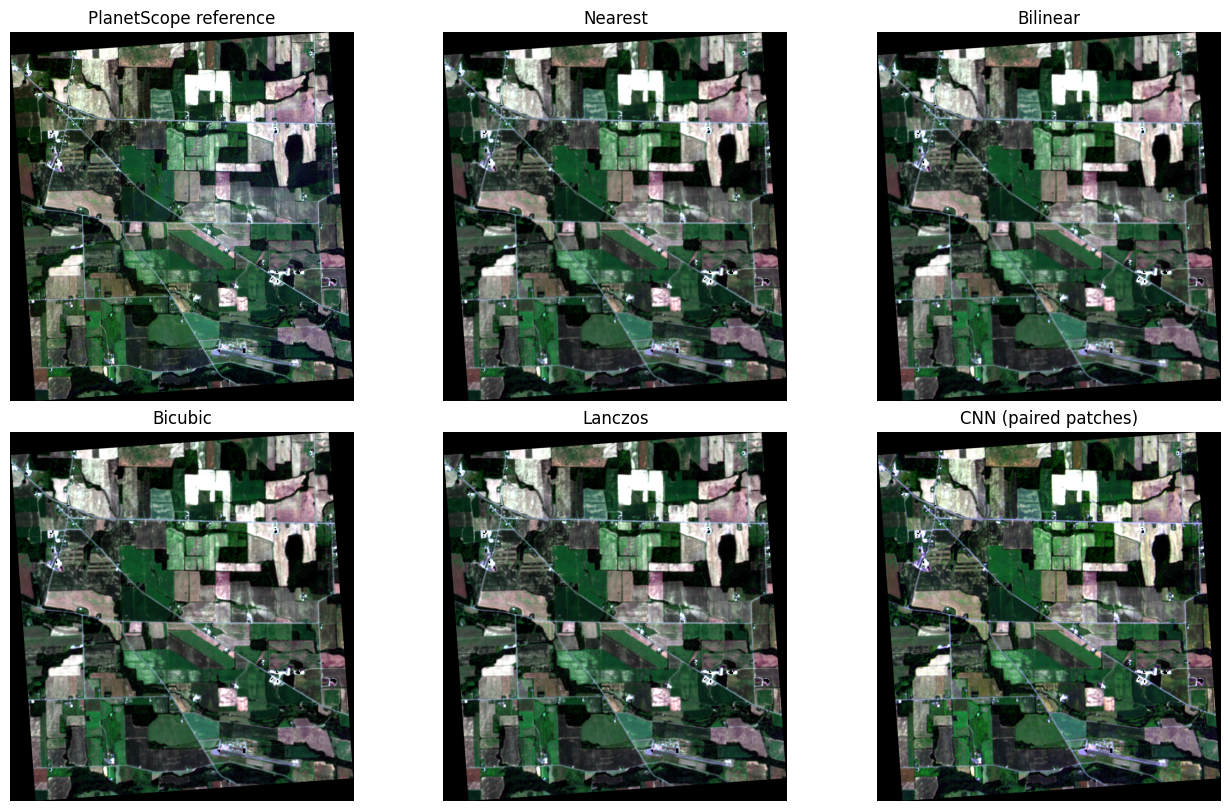 PlanetScope reference
Nearest
Bilinear
Bicubic
Lanczos
CNN (paired patches)